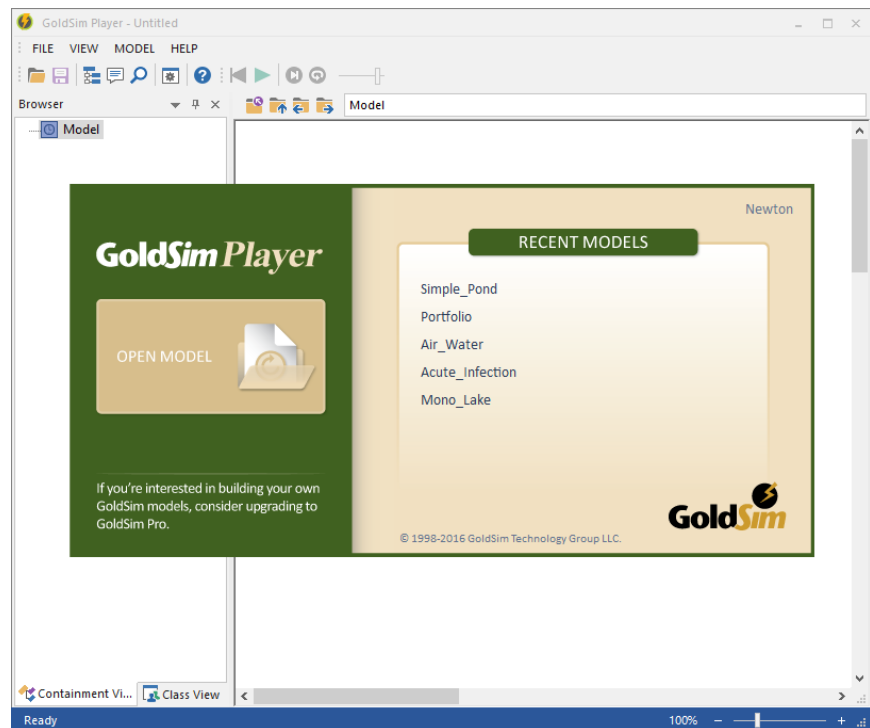 GoldSim Player - Untitled
FILE VIEW MODEL HELP
Browser
Model
Model
Newton
GoldSim Player
RECENT MODELS
Simple_Pond
Portfolio
Air_Water
Acute_Infection
Mono_Lake
OPEN MODEL
If you're interested in building your own
GoldSim models, consider upgrading to
GoldSim Pro.
GoldSim
© 1998-2016 GoldSim Technology Group LLC.
Containment Vi... Class View
Ready 100%